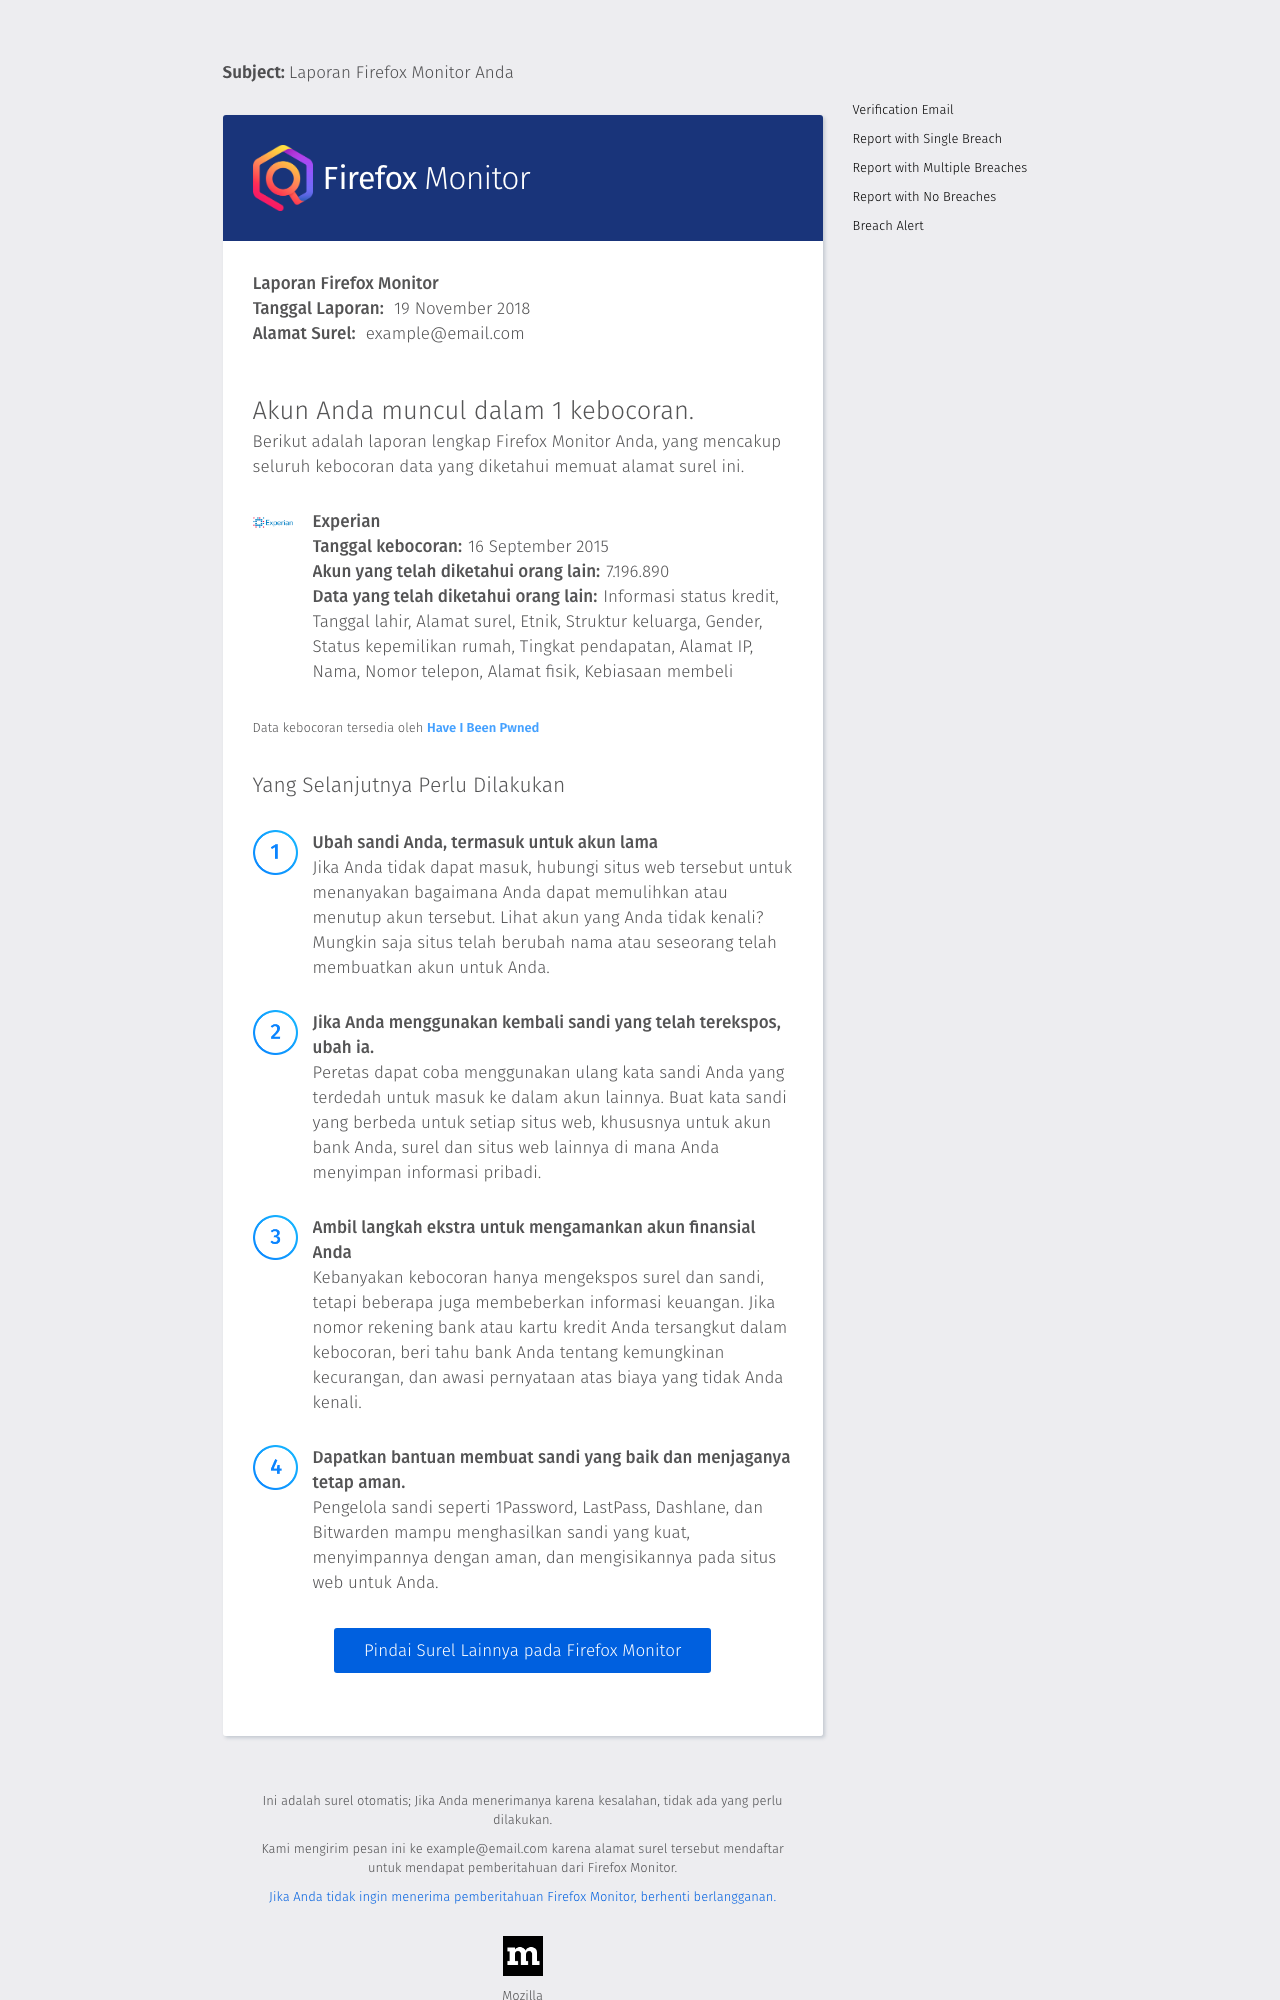 Subject: Laporan Firefox Monitor Anda
Verification Email
Report with Single Breach
Report with Multiple Breaches
Report with No Breaches
Breach Alert
Firefox Monitor
Laporan Firefox Monitor
Tanggal Laporan: 19 November 2018
Alamat Surel: example@email.com
Akun Anda muncul dalam 1 kebocoran.
Berikut adalah laporan lengkap Firefox Monitor Anda, yang mencakup
seluruh kebocoran data yang diketahui memuat alamat surel ini.
Experian
Experian
Tanggal kebocoran: 16 September 2015
Akun yang telah diketahui orang lain: 7.196.890
Data yang telah diketahui orang lain: Informasi status kredit,
Tanggal lahir, Alamat surel, Etnik, Struktur keluarga, Gender,
Status kepemilikan rumah, Tingkat pendapatan, Alamat IP,
Nama, Nomor telepon, Alamat fisik, Kebiasaan membeli
Data kebocoran tersedia oleh Have I Been Pwned
Yang Selanjutnya Perlu Dilakukan
1
Ubah sandi Anda, termasuk untuk akun lama
Jika Anda tidak dapat masuk, hubungi situs web tersebut untuk
menanyakan bagaimana Anda dapat memulihkan atau
menutup akun tersebut. Lihat akun yang Anda tidak kenali?
Mungkin saja situs telah berubah nama atau seseorang telah
membuatkan akun untuk Anda.
2
Jika Anda menggunakan kembali sandi yang telah terekspos,
ubah ia.
Peretas dapat coba menggunakan ulang kata sandi Anda yang
terdedah untuk masuk ke dalam akun lainnya. Buat kata sandi
yang berbeda untuk setiap situs web, khususnya untuk akun
bank Anda, surel dan situs web lainnya di mana Anda
menyimpan informasi pribadi.
3
Ambil langkah ekstra untuk mengamankan akun finansial
Anda
Kebanyakan kebocoran hanya mengekspos surel dan sandi,
tetapi beberapa juga membeberkan informasi keuangan. Jika
nomor rekening bank atau kartu kredit Anda tersangkut dalam
kebocoran, beri tahu bank Anda tentang kemungkinan
kecurangan, dan awasi pernyataan atas biaya yang tidak Anda
kenali.
4
Dapatkan bantuan membuat sandi yang baik dan menjaganya
tetap aman.
Pengelola sandi seperti 1Password, LastPass, Dashlane, dan
Bitwarden mampu menghasilkan sandi yang kuat,
menyimpannya dengan aman, dan mengisikannya pada situs
web untuk Anda.
Pindai Surel Lainnya pada Firefox Monitor
Ini adalah surel otomatis; Jika Anda menerimanya karena kesalahan, tidak ada yang perlu
dilakukan.
Kami mengirim pesan ini ke example@email.com karena alamat surel tersebut mendaftar
untuk mendapat pemberitahuan dari Firefox Monitor.
Jika Anda tidak ingin menerima pemberitahuan Firefox Monitor, berhenti berlangganan.
m
Mozilla